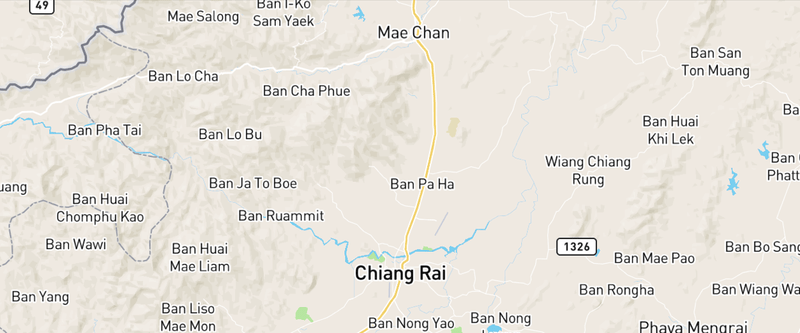 49
Mae Salong
Ban I-Ko
Sam Yaek
Mae Chan
Ban San
Ton Muang
Ban Lo Cha
Ban Cha Phue
Ban Pha Tai
Ban Lo Bu
Ban Huai
Khi Lek
Ba
Wiang Chiang
Rung
Ban
Phatt
uang
Ban Ja To Boe
Ban Pa Ha
Ban Huai
Chomphu Kao
Ban Ruammit
Ban Wawi
Ban Huai
Mae Liam
1326
Ban Mae Pao
Ban Bo Sang
Chiang Rai
Ban Yang
Ban Rongha
Ban Wiang Wa
Ban Liso
Mae Mon
Ban Nong Yao
Ban Nong
Phaya Mengrai